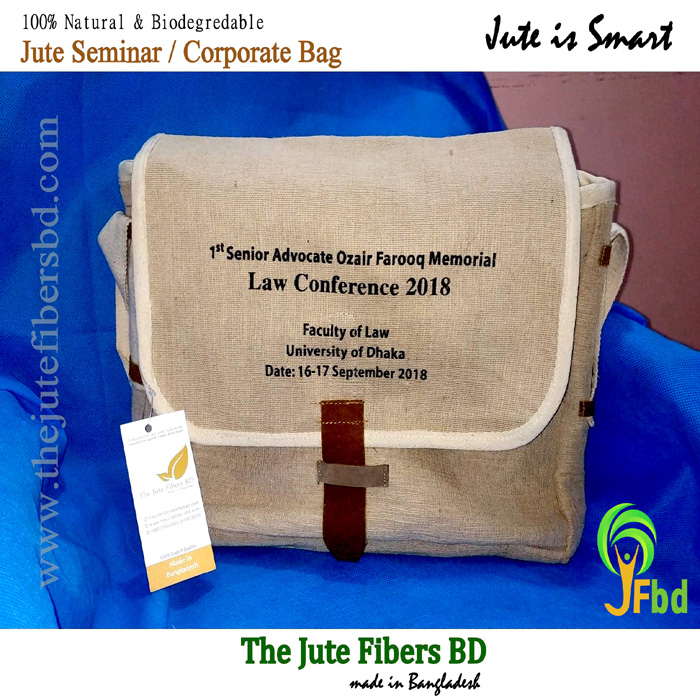 100% Natural & Biodegredable
Jute Seminar / Corporate Bag
Jute is Smart
www.thejutefibersbd.com
1st Senior Advocate Ozair Farooq Memorial
Law Conference 2018
Faculty of Law
University of Dhaka
Date: 16-17 September 2018
The Jute Fibers BD
Made in
Bangladesh
JFbd
The Jute Fibers BD
made in Bangladesh